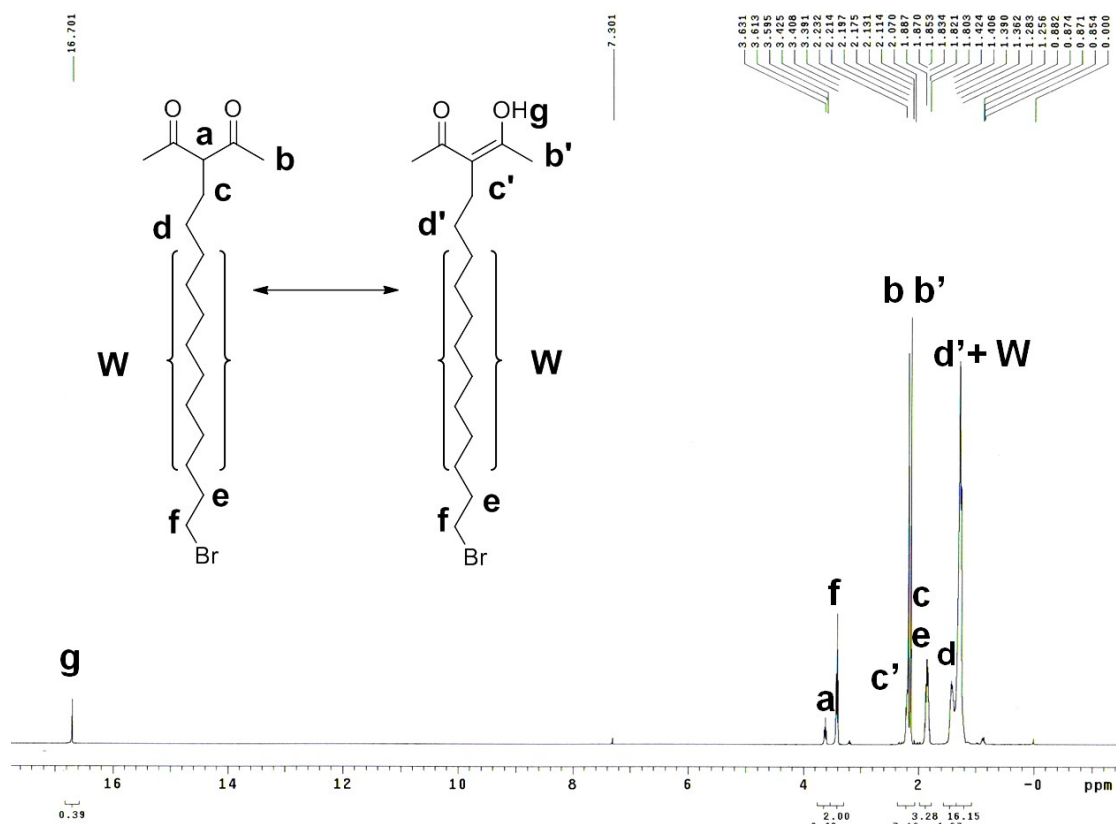 16.701
7.301
3.631
3.613
3.595
3.425
3.408
3.391
2.232
2.214
2.197
2.175
2.131
2.114
2.070
1.887
1.870
1.853
1.834
1.821
1.803
1.424
1.406
1.390
1.362
1.283
1.256
0.882
0.874
0.871
0.854
0.000
O O
a
b
c
d
W
e
f
Br
O OH
g
b'
c'
d'
W
e
f
Br
b b’
d’+ W
f
c
e
g
a
c’
d
16 14 12 10 8 6 4 2 -0 ppm
0.39
2.00
3.28 16.15